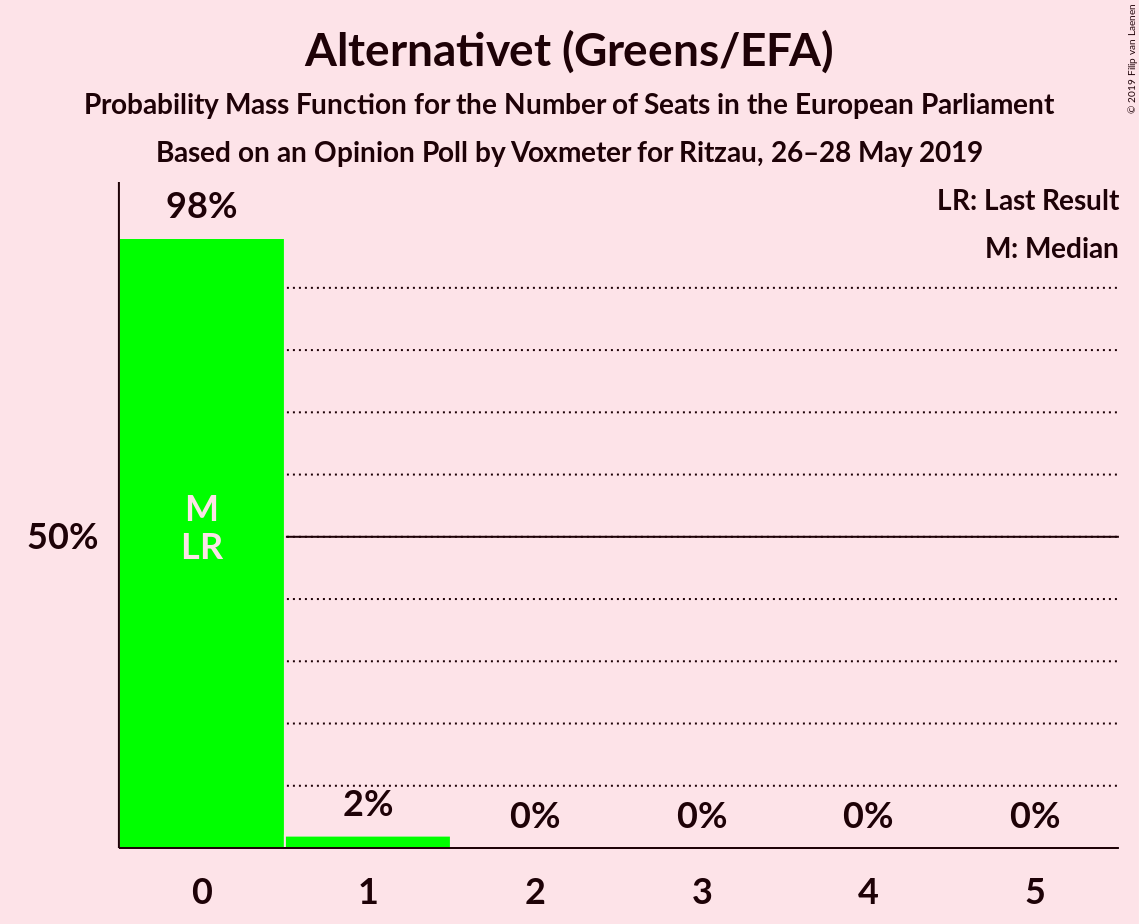 Alternativet (Greens/EFA)
Probability Mass Function for the Number of Seats in the European Parliament
Based on an Opinion Poll by Voxmeter for Ritzau, 26–28 May 2019
© 2019 Filip van Laenen
LR: Last Result
M: Median
98%
M
LR
50%
2%
0%
0%
0%
0%
0
1
2
3
4
5